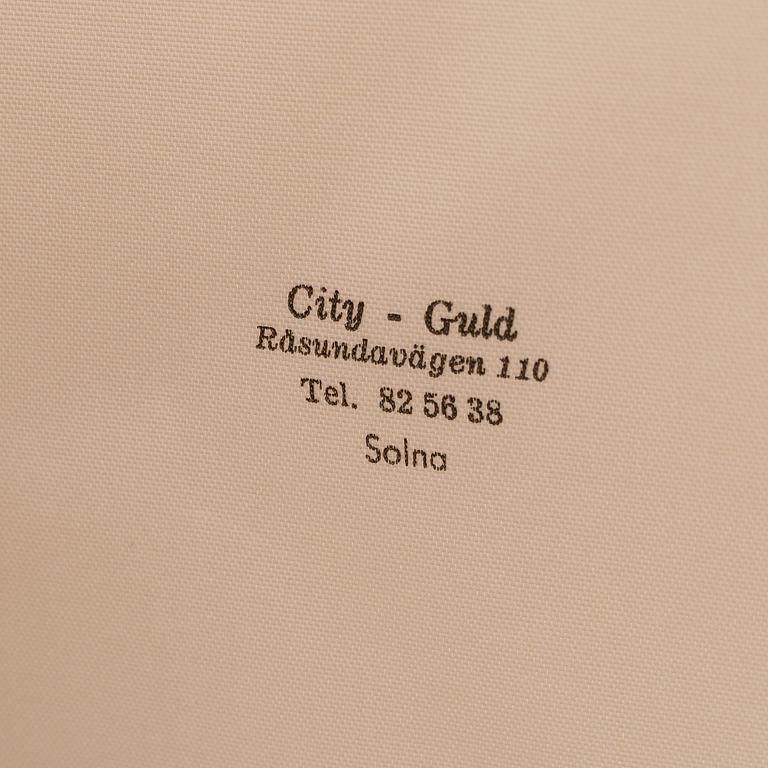 City - Guld
Råsundavägen 110
Tel. 82 56 38
Solna